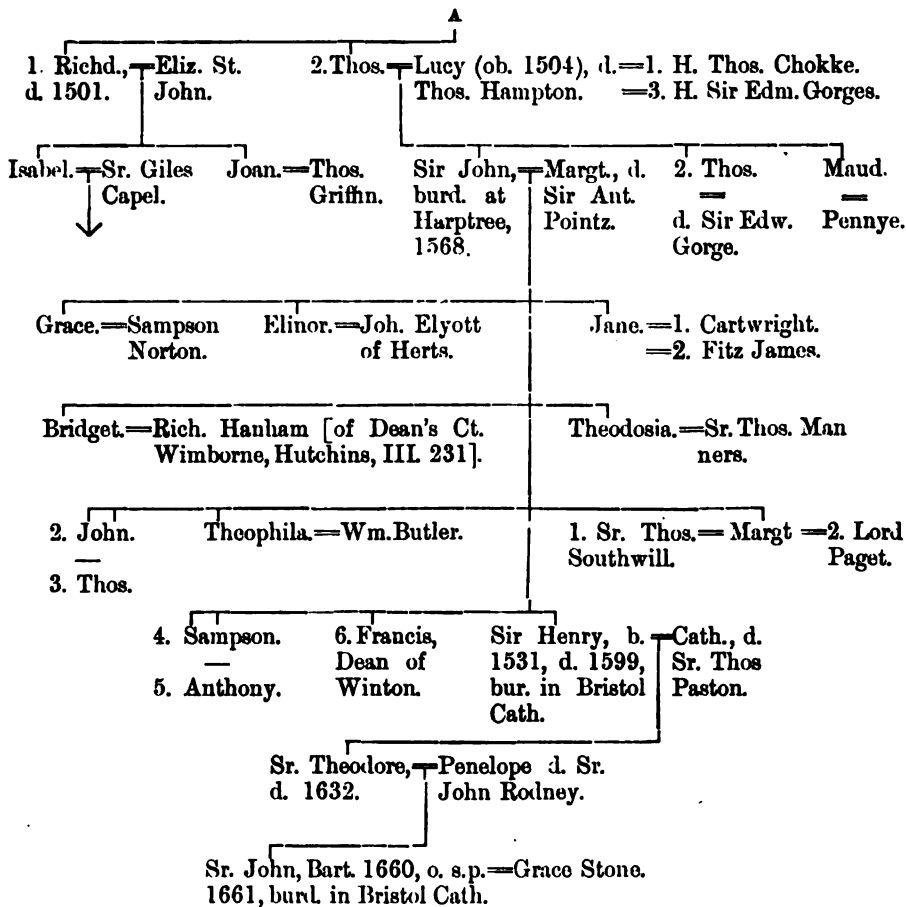 A
1. Richd., Eliz. St. 2. Thos. Lucy (ob. 1504), d.=1. H. Thos. Chokke.
d. 1501. John. Thos. Hampton. =3. H. Sir Edm. Gorges.
Isabel. Sr. Giles Joan.=Thos. Sir John, Margt., d. 2. Thos. Maud.
Capel. Griffin. burd. at Sir Ant. = =
Harptree, Pointz. d. Sir Edw. Pennye.
1568. Gorge.
Grace.=Sampson Elinor.=Joh. Elyott Jane.=1. Cartwright.
Norton. of Herts. =2. Fitz James.
Bridget.=Rich. Hanham [of Dean's Ct. Theodosia.=Sr. Thos. Man
Wimborne, Hutchins, III. 231]. ners.
2. John. Theophila.=Wm. Butler. 1. Sr. Thos.=Margt=2. Lord
— Southwill. Paget.
3. Thos.
4. Sampson. 6. Francis, Sir Henry, b. Cath., d.
— Dean of 1531, d. 1599, Sr. Thos
5. Anthony. Winton. bur. in Bristol Paston.
Cath.
Sr. Theodore, Penelope d. Sr.
d. 1632. John Rodney.
Sr. John, Bart. 1660, o. s.p.=Grace Stone.
1661, burd. in Bristol Cath.